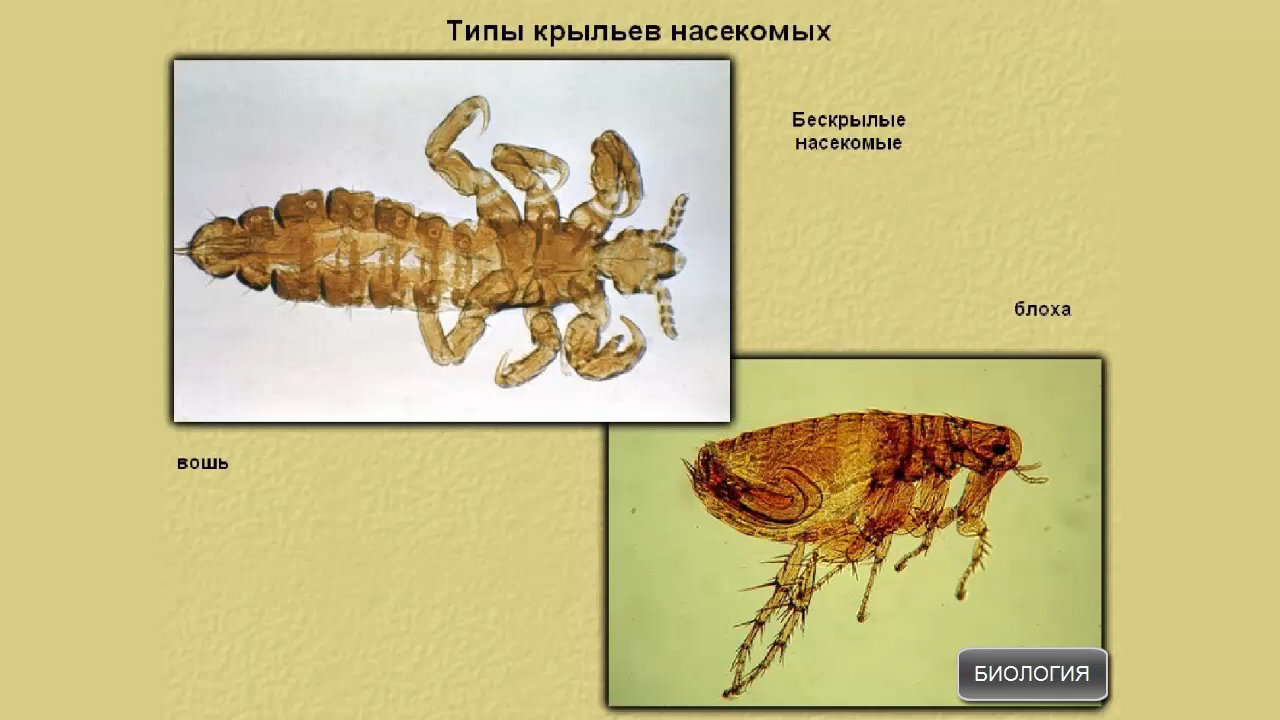 Типы крыльев насекомых
Бескрылые
насекомые
блоха
вошь
БИОЛОГИЯ